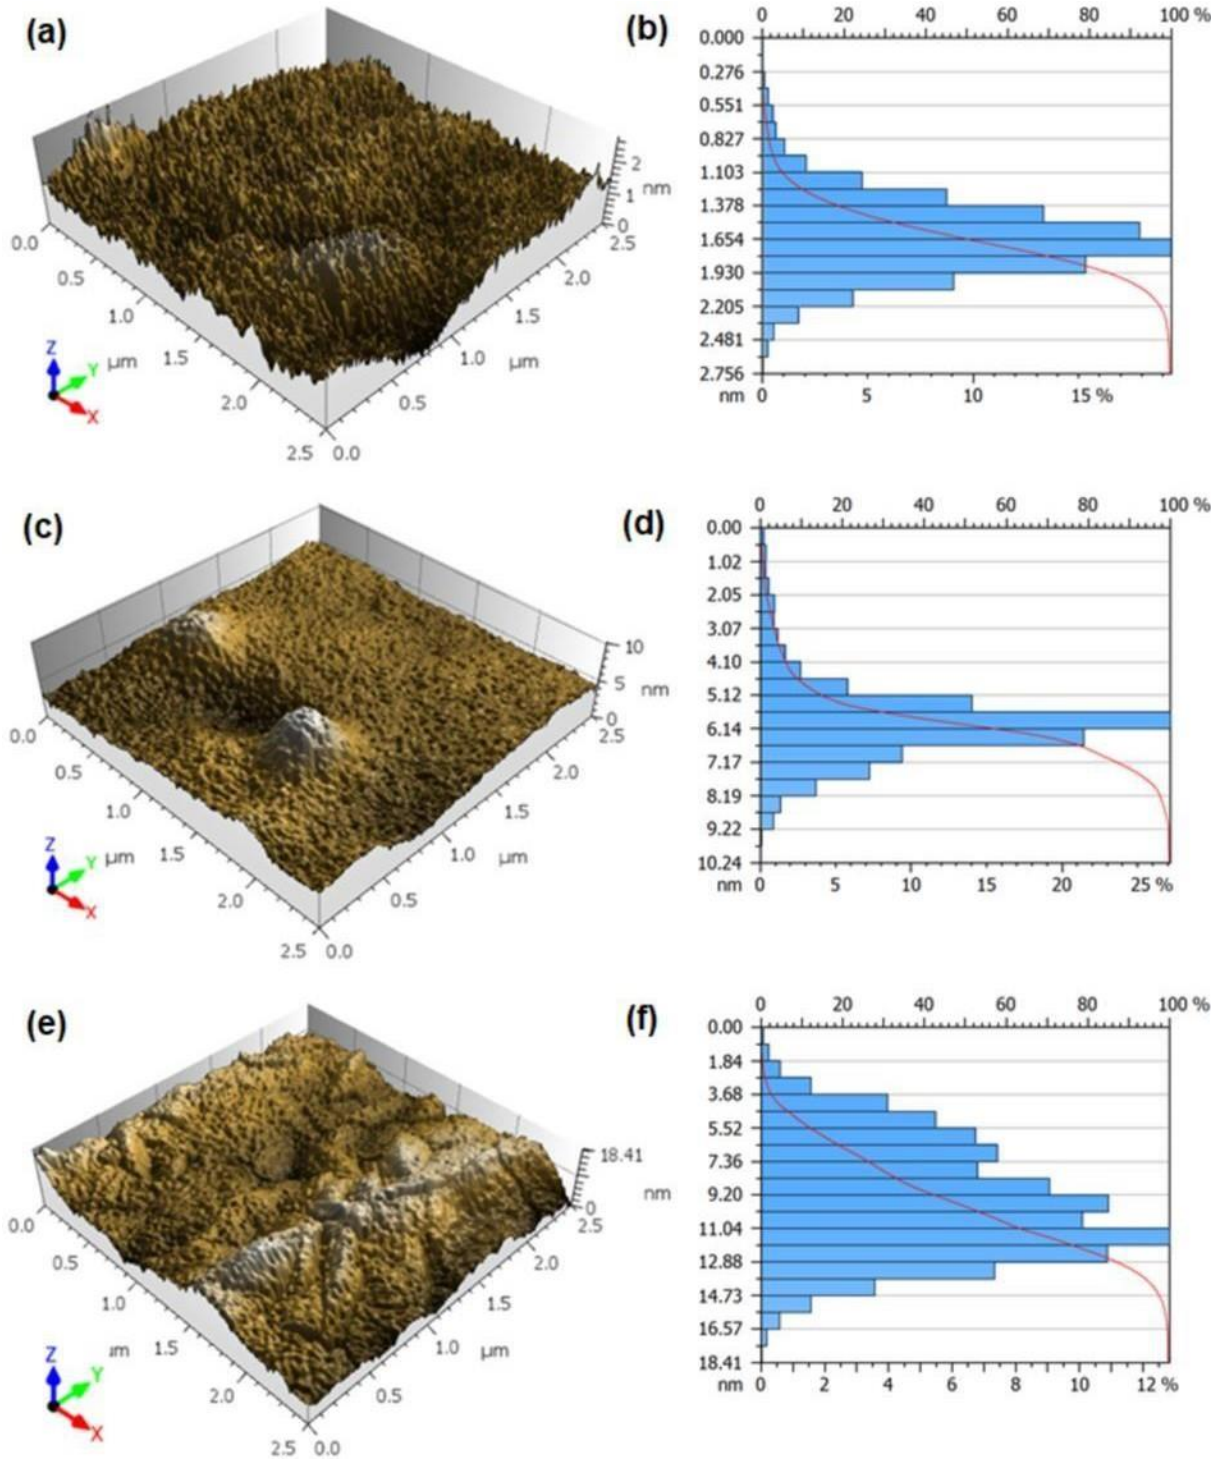 (a)
2
1
0
nm
0.0
0.5
1.0
1.5
2.0
2.5
µm
0.0
0.5
1.0
1.5
2.0
2.5
µm
Z
Y
X
(b)
0 20 40 60 80 100 %
0.000
0.276
0.551
0.827
1.103
1.378
1.654
1.930
2.205
2.481
2.756
nm 0 5 10 15 %
(c)
10
5
0
nm
0.0
0.5
1.0
1.5
2.0
2.5
µm
0.0
0.5
1.0
1.5
2.0
2.5
µm
Z
Y
X
(d)
0 20 40 60 80 100 %
0.00
1.02
2.05
3.07
4.10
5.12
6.14
7.17
8.19
9.22
10.24
nm 0 5 10 15 20 25 %
(e)
18.41
0
nm
0.0
0.5
1.0
1.5
2.0
2.5
ım
0.0
0.5
1.0
1.5
2.0
2.5
µm
Z
Y
X
(f)
0 20 40 60 80 100 %
0.00
1.84
3.68
5.52
7.36
9.20
11.04
12.88
14.73
16.57
18.41
nm 0 2 4 6 8 10 12 %